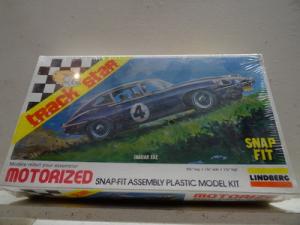 track star
4
JAGUAR XKE
SNAP
FIT
MOTORIZED
SNAP-FIT ASSEMBLY PLASTIC MODEL KIT
LINDBERG